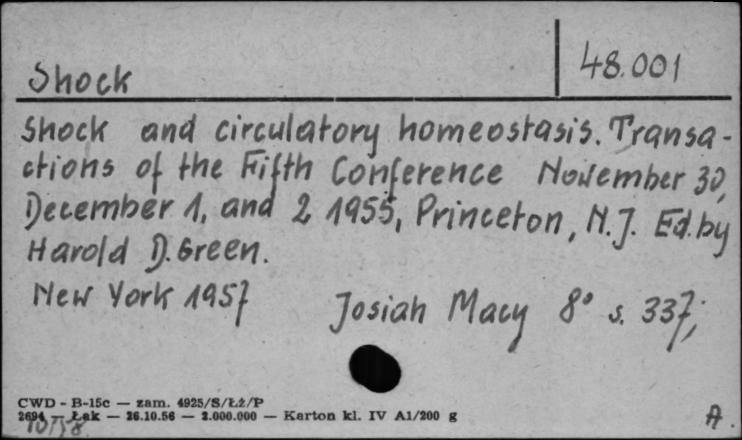 Shock
48.001
Shock and circulatory homeostasis. Transa-
ctions of the Fifth Conference November 30,
December 1, and 2 1955, Princeton, N.J. Ed. by
Harold D. Green.
New York 1957 Josiah Macy 8° s. 337;
CWD - B-15c — zam. 4925/S/Łż/P
2694 — Łak — 26.10.56 — 2.000.000 — Karton kl. IV A1/200 g
A.